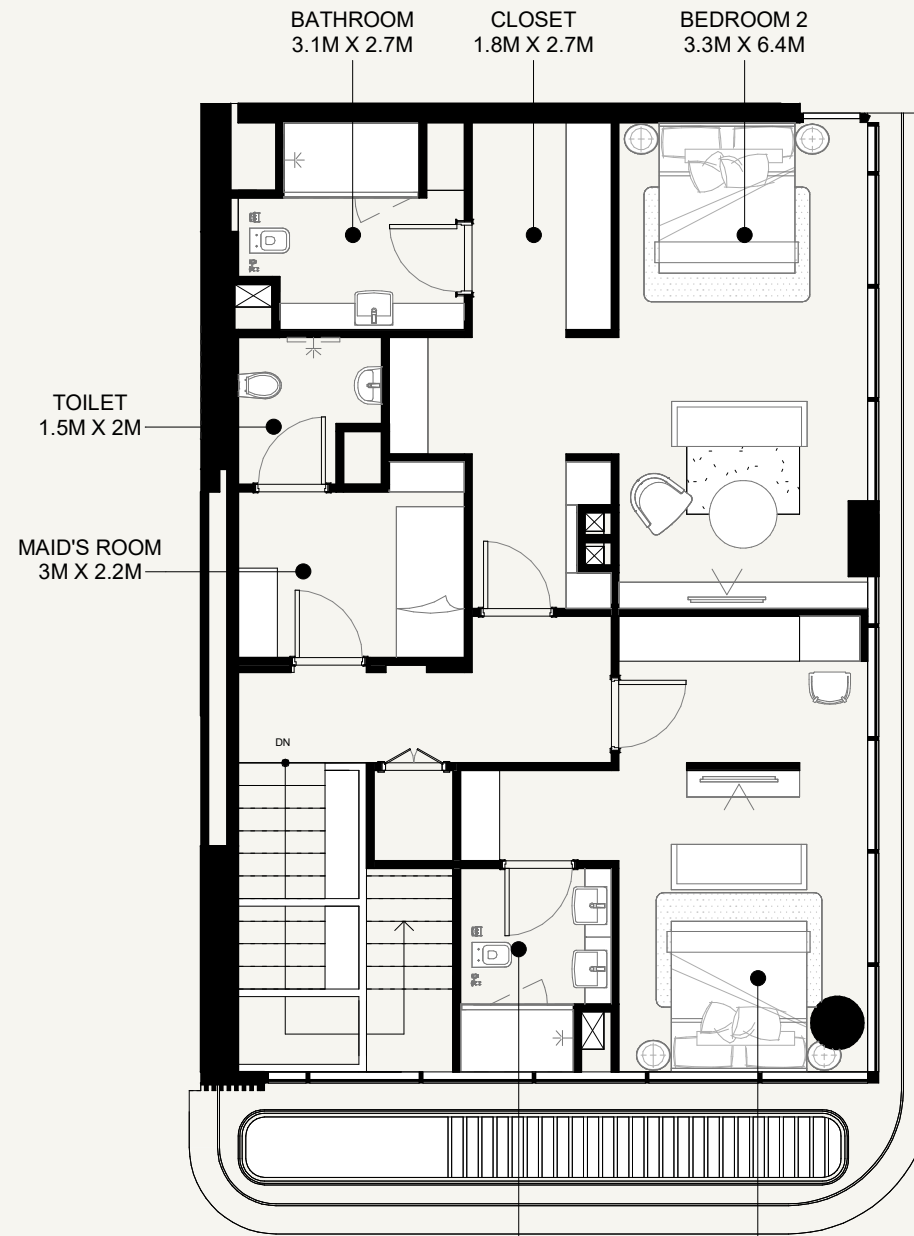 BATHROOM
3.1M X 2.7M
CLOSET
1.8M X 2.7M
BEDROOM 2
3.3M X 6.4M
TOILET
1.5M X 2M
MAID'S ROOM
3M X 2.2M
DN